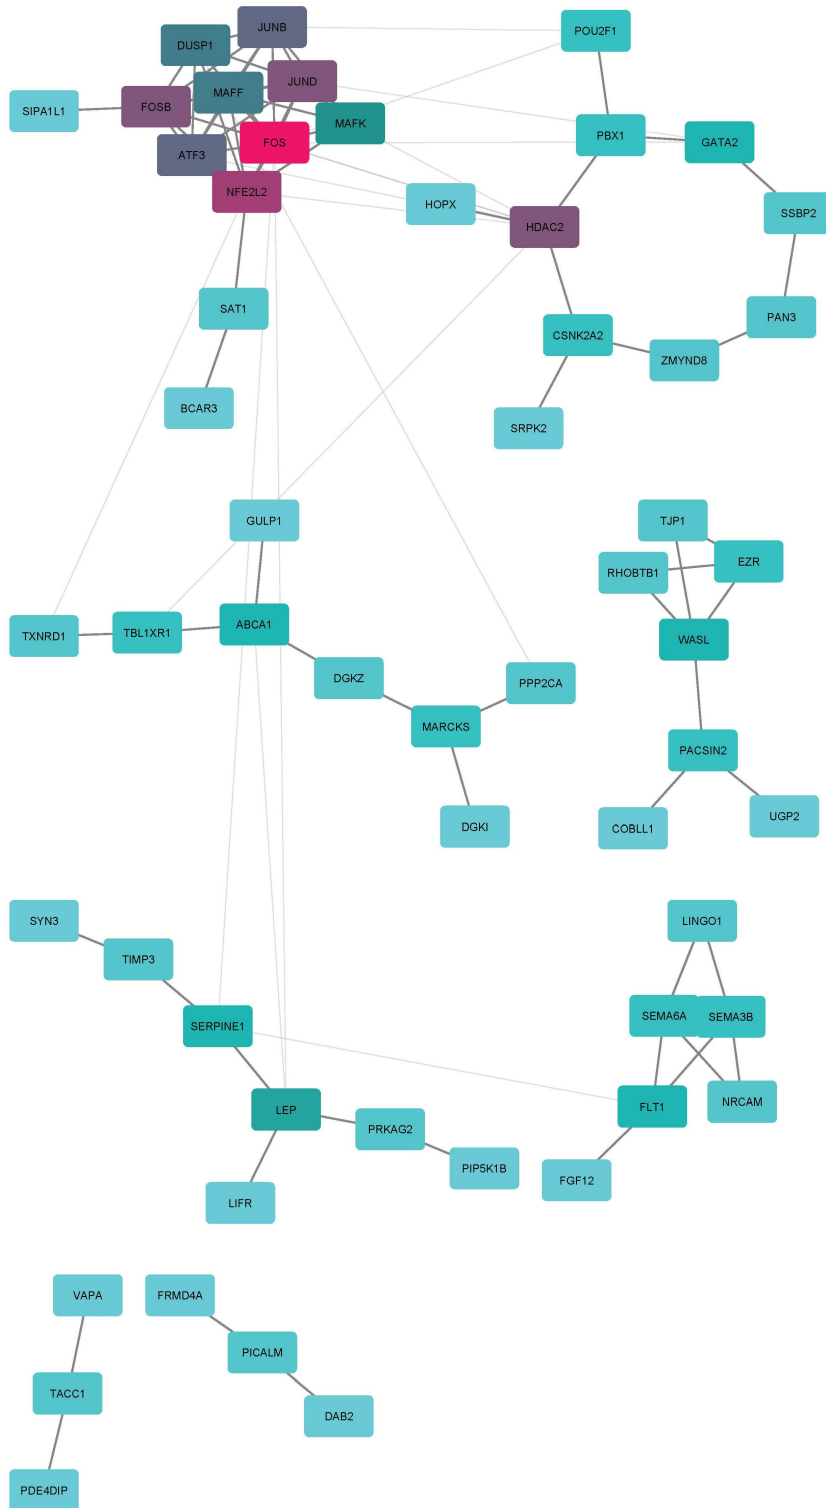 JUNB
POU2F1
DUSP1
JUND
MAFF
SIPA1L1
FOSB
MAFK
PBX1
GATA2
FOS
ATF3
NFE2L2
HOPX
SSBP2
HDAC2
SAT1
PAN3
CSNK2A2
ZMYND8
BCAR3
SRPK2
GULP1
TJP1
EZR
RHOBTB1
TXNRD1
TBL1XR1
ABCA1
WASL
DGKZ
PPP2CA
MARCKS
PACSIN2
DGKI
COBLL1
UGP2
SYN3
LINGO1
TIMP3
SEMA6A
SEMA3B
SERPINE1
LEP
NRCAM
FLT1
PRKAG2
PIP5K1B
FGF12
LIFR
VAPA
FRMD4A
PICALM
TACC1
DAB2
PDE4DIP